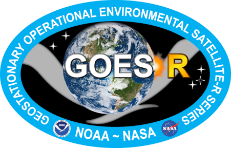 GEOSTATIONARY OPERATIONAL ENVIRONMENTAL SATELLITE-R SERIES
GOES R
NOAA ~ NASA